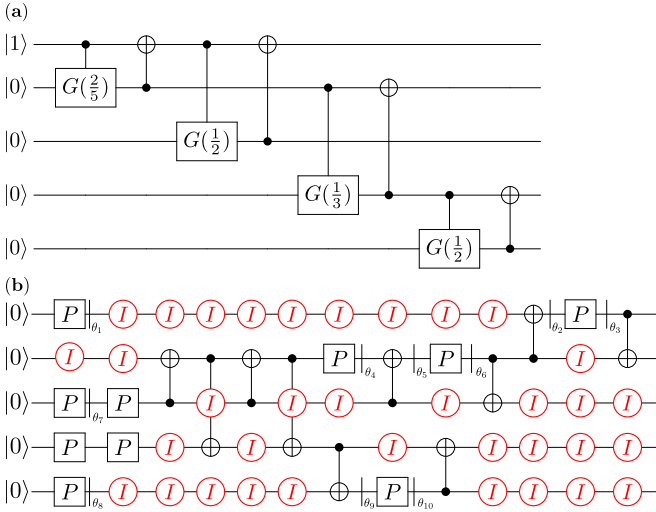 (a)
|1⟩
|0⟩ G(2/5)
|0⟩ G(1/2)
|0⟩ G(1/3)
|0⟩ G(1/2)
(b)
|0⟩ P |θ₁ I I I I I I I I I |θ₂ P |θ₃
|0⟩ I I P |θ₄ |θ₅ P |θ₆ I
|0⟩ P |θ₇ P I I I I I I I
|0⟩ P P I I I I I I I
|0⟩ P |θ₈ I I I I I |θ₉ P |θ₁₀ I I I I